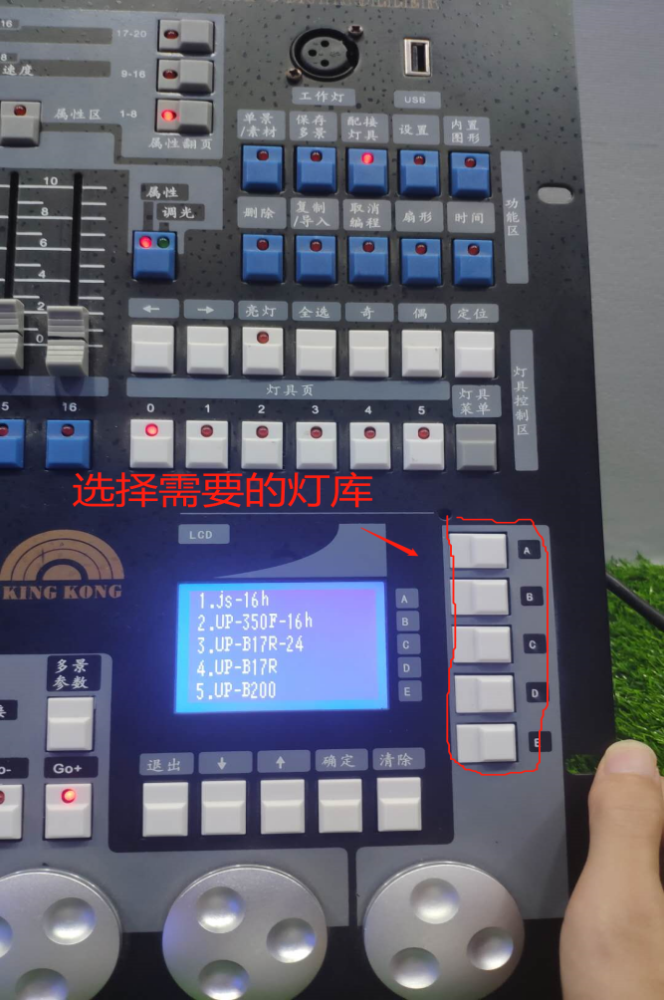 16
17-20
8
速度
9-16
属性区
1-8
属性翻页
工作灯
USB
单景/素材
保存多景
配接灯具
设置
内置图形
功能区
属性
调光
删除
复制/导入
取消编程
扇形
时间
10
8
6
4
2
0
←
→
亮灯
全选
奇
偶
定位
灯具页
灯具菜单
灯具控制区
5
16
0
1
2
3
4
5
选择需要的灯库
LCD
KING KONG
1.js-16h
2.UP-350F-16h
3.UP-B17R-24
4.UP-B17R
5.UP-B200
A
B
C
D
E
A
B
C
D
多景参数
退出
↓
↑
确定
清除
Go+